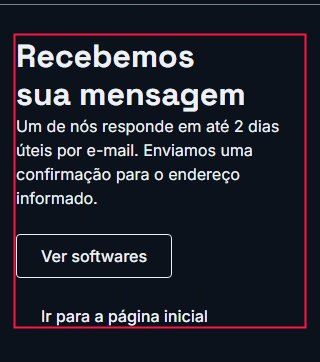 Recebemos
sua mensagem
Um de nós responde em até 2 dias
úteis por e-mail. Enviamos uma
confirmação para o endereço
informado.
Ver softwares
Ir para a página inicial